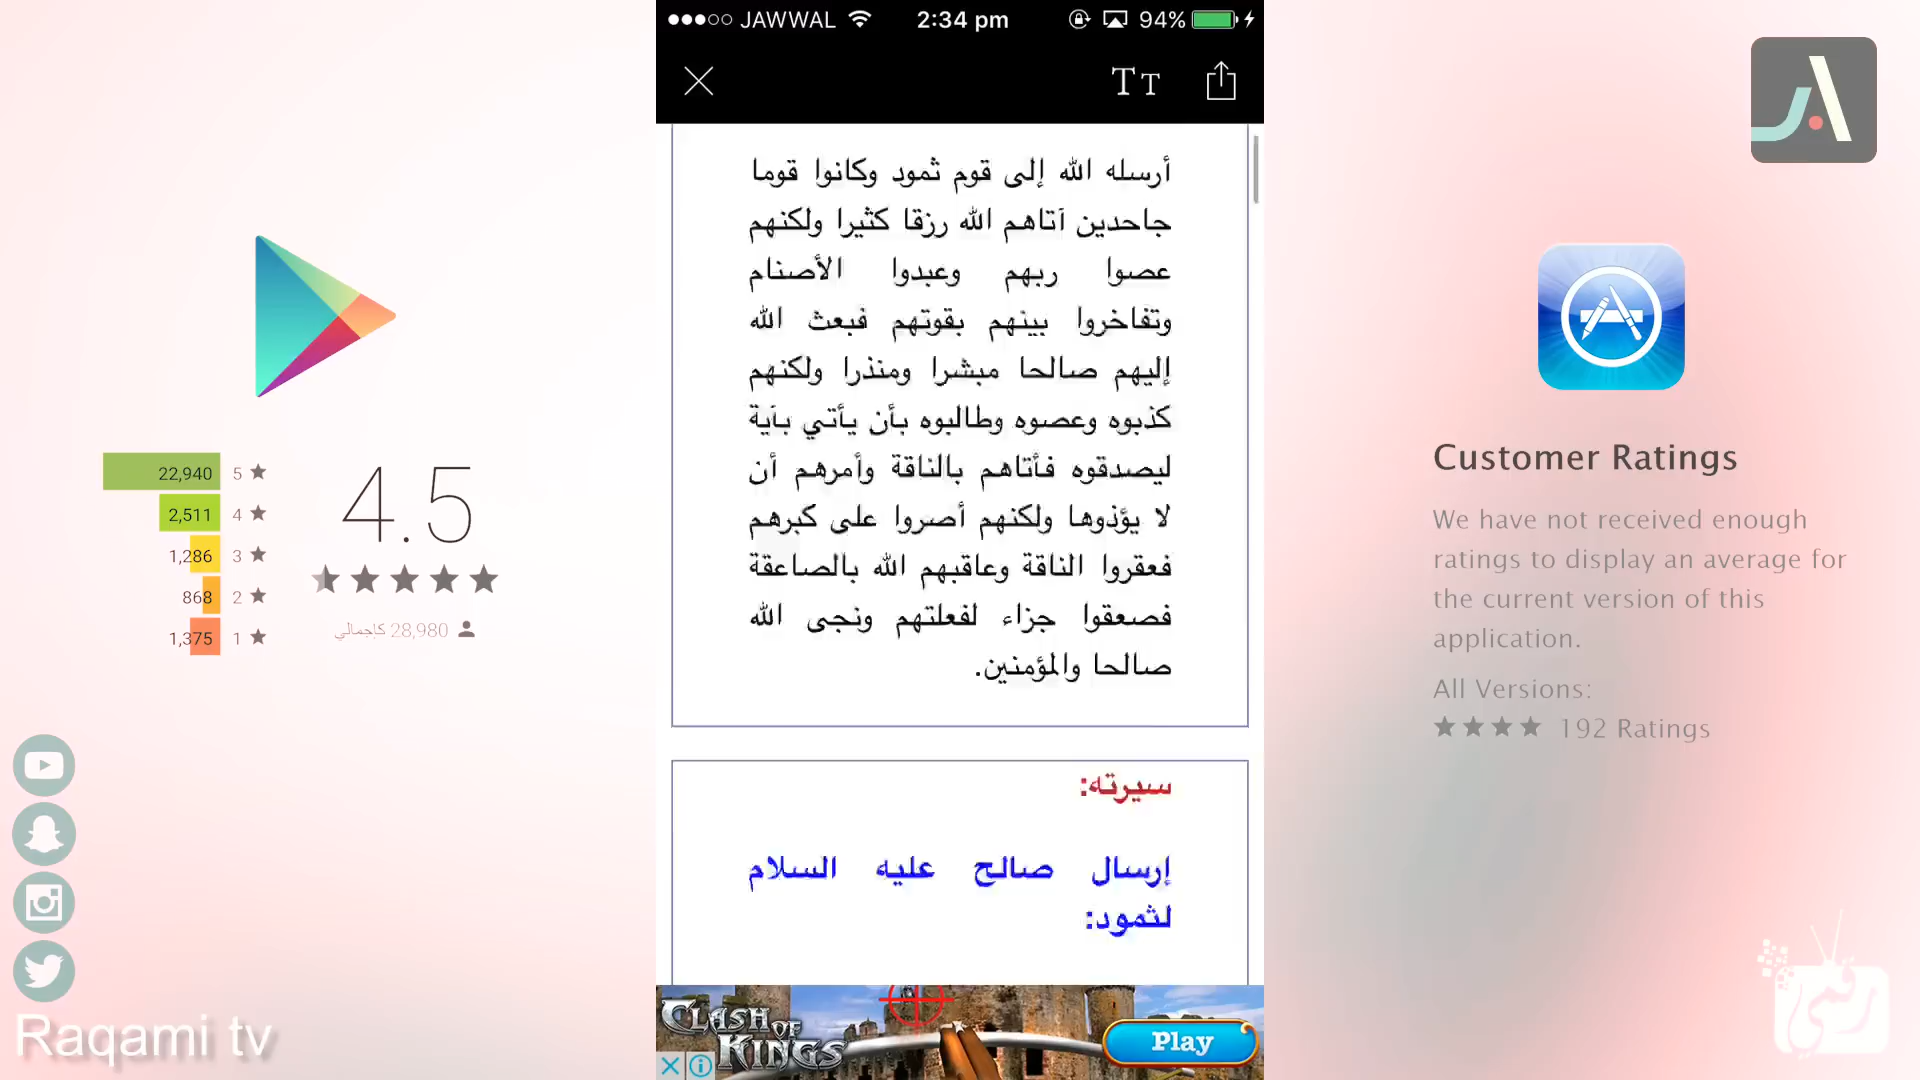 JAWWAL
2:34 pm
94%
TT
أرسله الله إلى قوم ثمود وكانوا قوما
جاحدين آتاهم الله رزقا كثيرا ولكنهم
عصوا ربهم وعبدوا الأصنام
وتفاخروا بينهم بقوتهم فبعث الله
إليهم صالحا مبشرا ومنذرا ولكنهم
كذبوه وعصوه وطالبوه بأن يأتي بآية
ليصدقوه فأتاهم بالناقة وأمرهم أن
لا يؤذوها ولكنهم أصروا على كبرهم
فعقروا الناقة وعاقبهم الله بالصاعقة
فصعقوا جزاء لفعلتهم ونجى الله
صالحا والمؤمنين.
سيرته:
إرسال صالح عليه السلام
لثمود:
CLASH OF KINGS
Play
22,940 5
2,511 4
1,286 3
868 2
1,375 1
4.5
28,980 كإجمالي
Raqami tv
Customer Ratings
We have not received enough
ratings to display an average for
the current version of this
application.
All Versions:
192 Ratings
رقمي